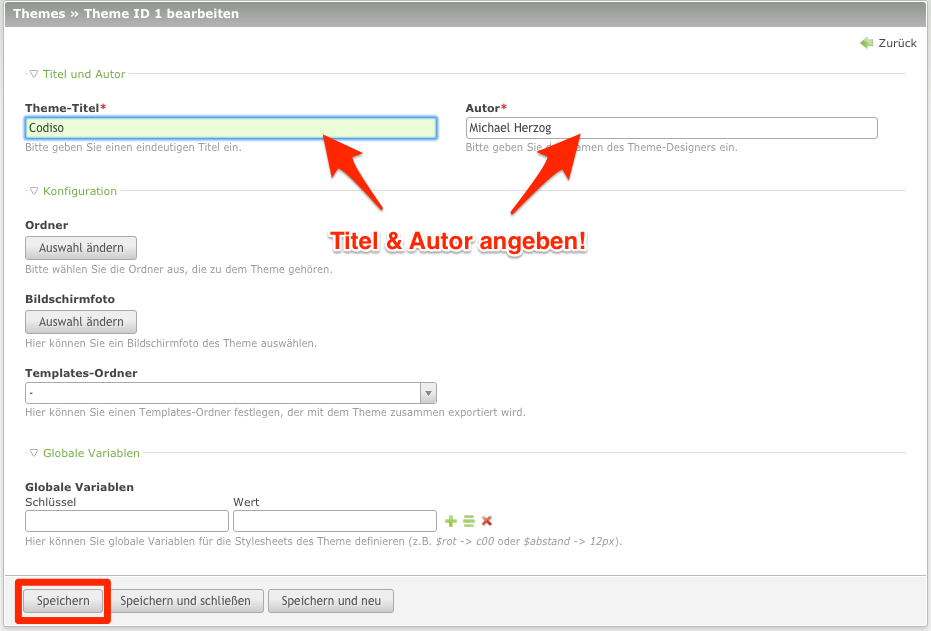 Themes » Theme ID 1 bearbeiten
Zurück
Titel und Autor
Theme-Titel*
Autor*
Codiso
Michael Herzog
Bitte geben Sie einen eindeutigen Titel ein.
Bitte geben Sie den Namen des Theme-Designers ein.
Konfiguration
Ordner
Titel & Autor angeben!
Auswahl ändern
Bitte wählen Sie die Ordner aus, die zu dem Theme gehören.
Bildschirmfoto
Auswahl ändern
Hier können Sie ein Bildschirmfoto des Theme auswählen.
Templates-Ordner
-
Hier können Sie einen Templates-Ordner festlegen, der mit dem Theme zusammen exportiert wird.
Globale Variablen
Globale Variablen
Schlüssel Wert
Hier können Sie globale Variablen für die Stylesheets des Theme definieren (z.B. $rot -> c00 oder $abstand -> 12px).
Speichern Speichern und schließen Speichern und neu